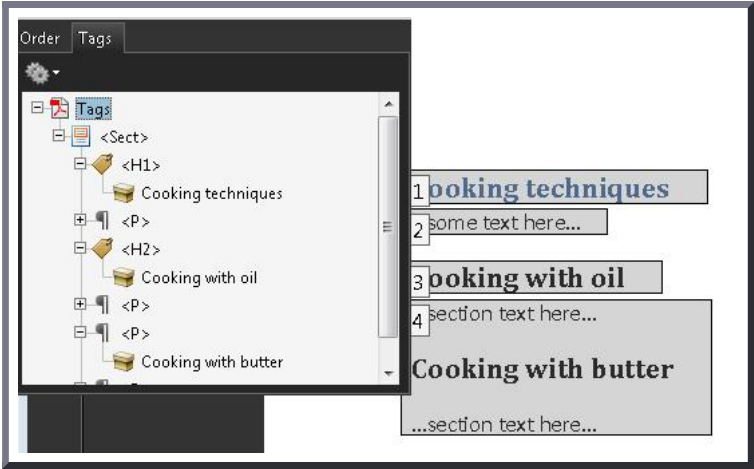 Order Tags
Tags
<Sect>
<H1>
Cooking techniques
<P>
<H2>
Cooking with oil
<P>
<P>
Cooking with butter
1 ooking techniques
2 some text here...
3 ooking with oil
4 section text here...
Cooking with butter
...section text here...